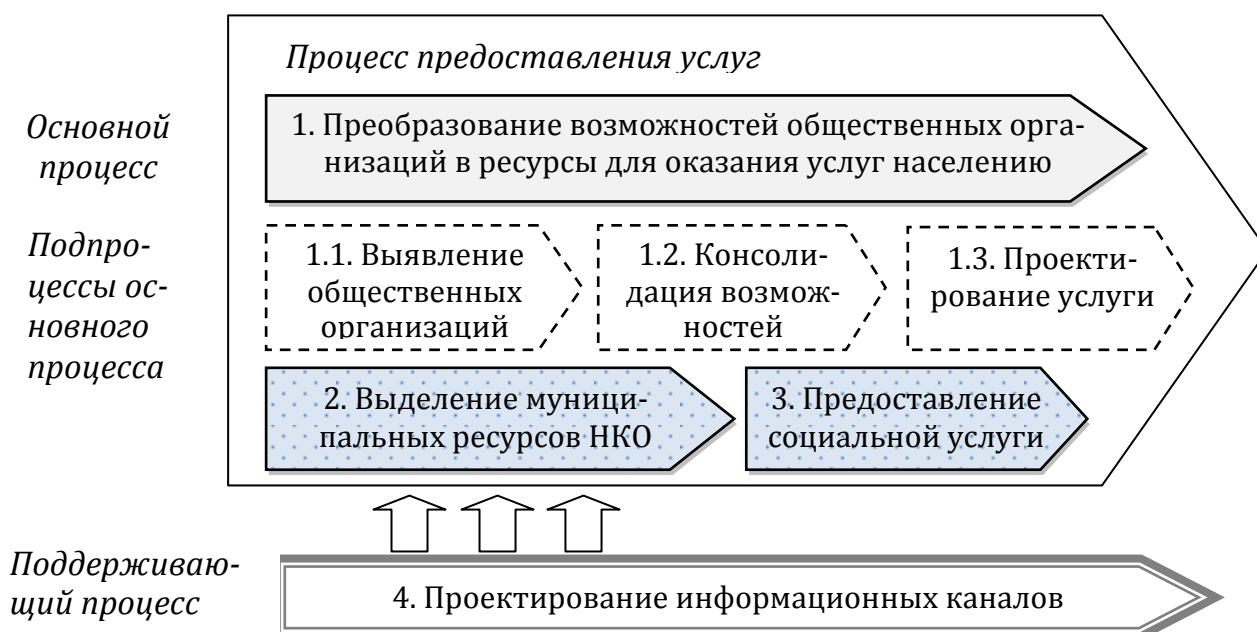 Процесс предоставления услуг
Основной
процесс
1. Преобразование возможностей общественных орга-
низаций в ресурсы для оказания услуг населению
Подпро-
цессы ос-
новного
процесса
1.1. Выявление
общественных
организаций
1.2. Консоли-
дация возмож-
ностей
1.3. Проекти-
рование услуги
2. Выделение муници-
пальных ресурсов НКО
3. Предоставление
социальной услуги
Поддерживаю-
щий процесс
4. Проектирование информационных каналов